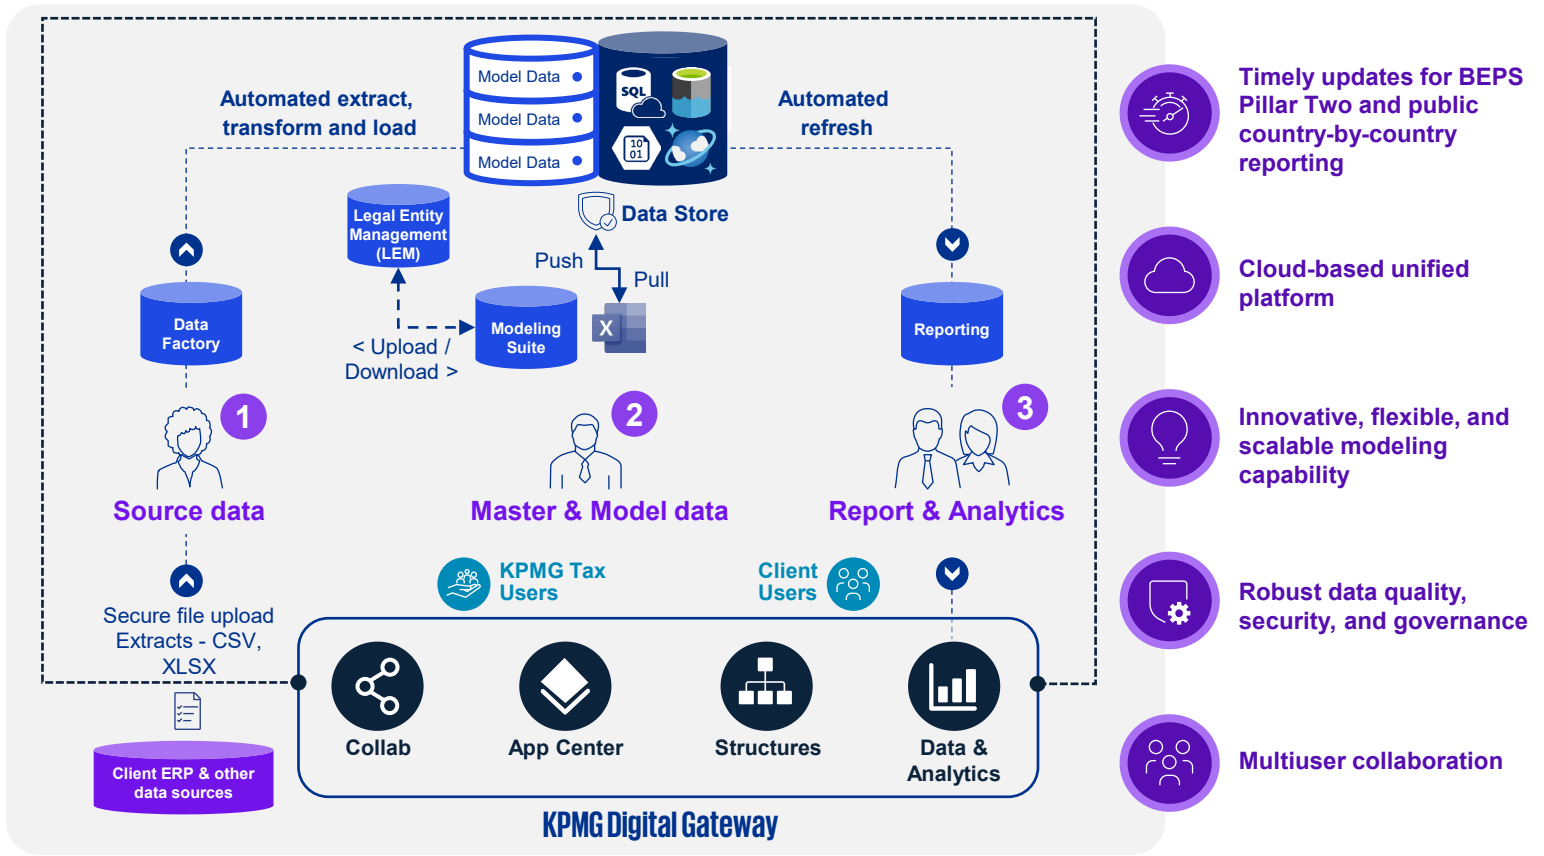 Model Data
Model Data
Model Data
SQL
10
01
Automated extract,
transform and load
Automated
refresh
Legal Entity
Management
(LEM)
Data Store
Push
Pull
X
Data
Factory
Modeling
Suite
Reporting
< Upload /
Download >
1
2
3
Source data
Master & Model data
Report & Analytics
KPMG Tax
Users
Client
Users
Secure file upload
Extracts - CSV,
XLSX
Client ERP & other
data sources
Collab
App Center
Structures
Data &
Analytics
KPMG Digital Gateway
Timely updates for BEPS
Pillar Two and public
country-by-country
reporting
Cloud-based unified
platform
Innovative, flexible, and
scalable modeling
capability
Robust data quality,
security, and governance
Multiuser collaboration